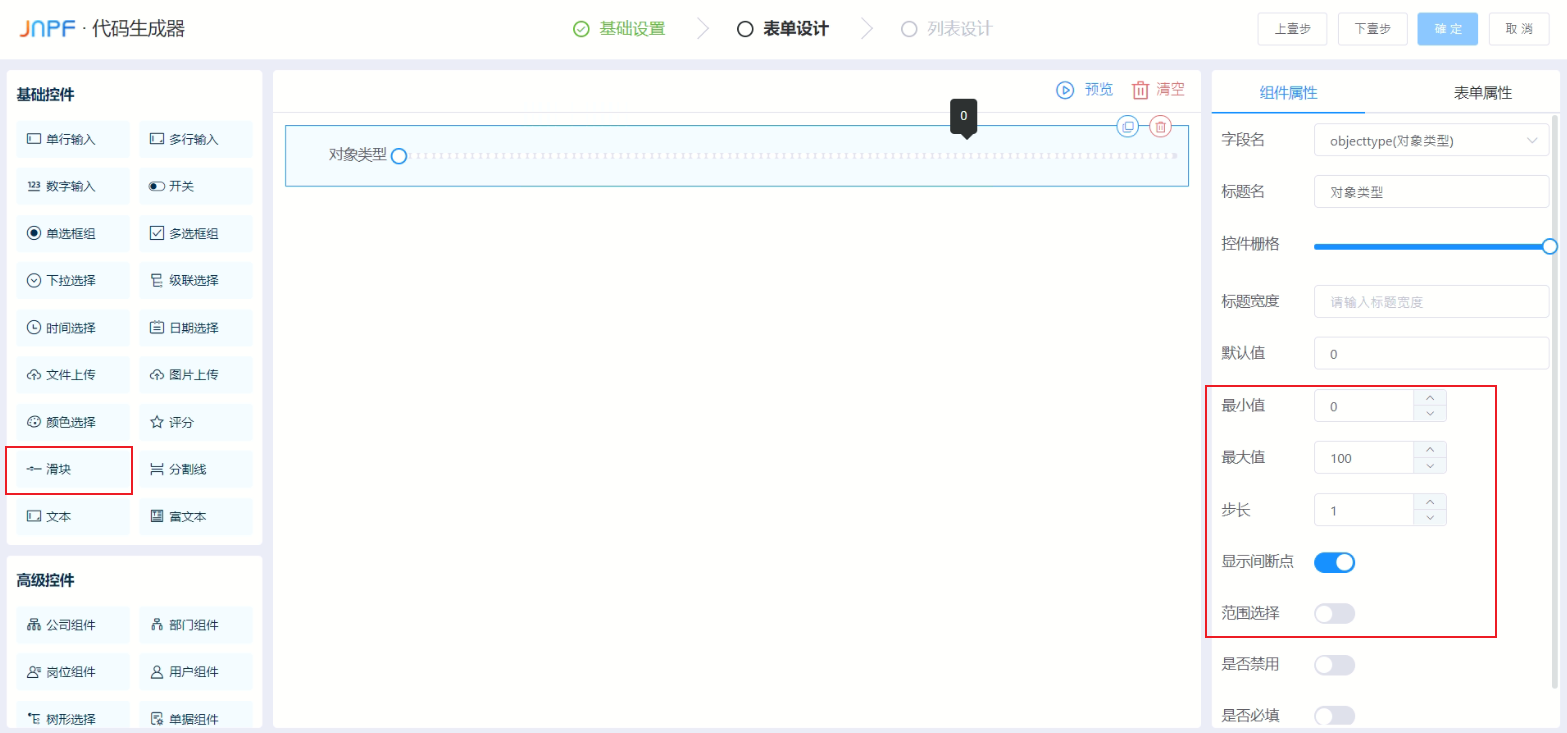 JNPF · 代码生成器
基础设置
表单设计
列表设计
上壹步
下壹步
確 定
取 消
基础控件
单行输入
多行输入
123 数字输入
开关
单选框组
多选框组
下拉选择
级联选择
时间选择
日期选择
文件上传
图片上传
颜色选择
评分
滑块
分割线
文本
富文本
高级控件
公司组件
部门组件
岗位组件
用户组件
树形选择
单据组件
预览
清空
0
对象类型
组件属性
表单属性
字段名
objecttype(对象类型)
标题名
对象类型
控件栅格
标题宽度
请输入标题宽度
默认值
0
最小值
0
最大值
100
步长
1
显示间断点
范围选择
是否禁用
是否必填